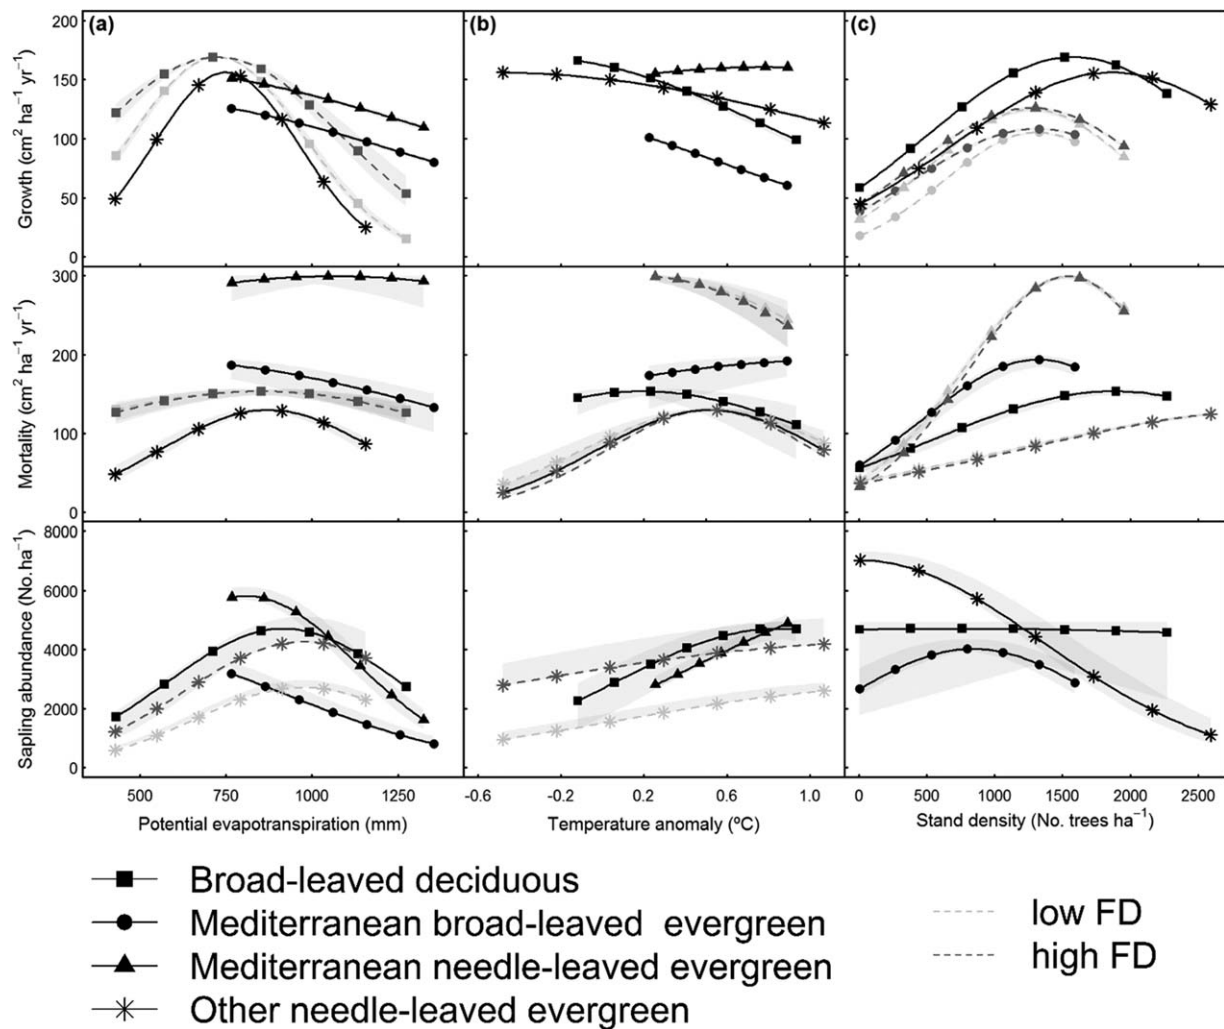 (a) (b) (c)
Growth (cm² ha⁻¹ yr⁻¹)
200
150
100
50
0
Mortality (cm² ha⁻¹ yr⁻¹)
300
200
100
0
Sapling abundance (No. ha⁻¹)
8000
6000
4000
2000
0
500 750 1000 1250
-0.6 -0.2 0.2 0.6 1.0
0 500 1000 1500 2000 2500
Potential evapotranspiration (mm)
Temperature anomaly (ºC)
Stand density (No. trees ha⁻¹)
Broad-leaved deciduous
Mediterranean broad-leaved evergreen
Mediterranean needle-leaved evergreen
Other needle-leaved evergreen
low FD
high FD